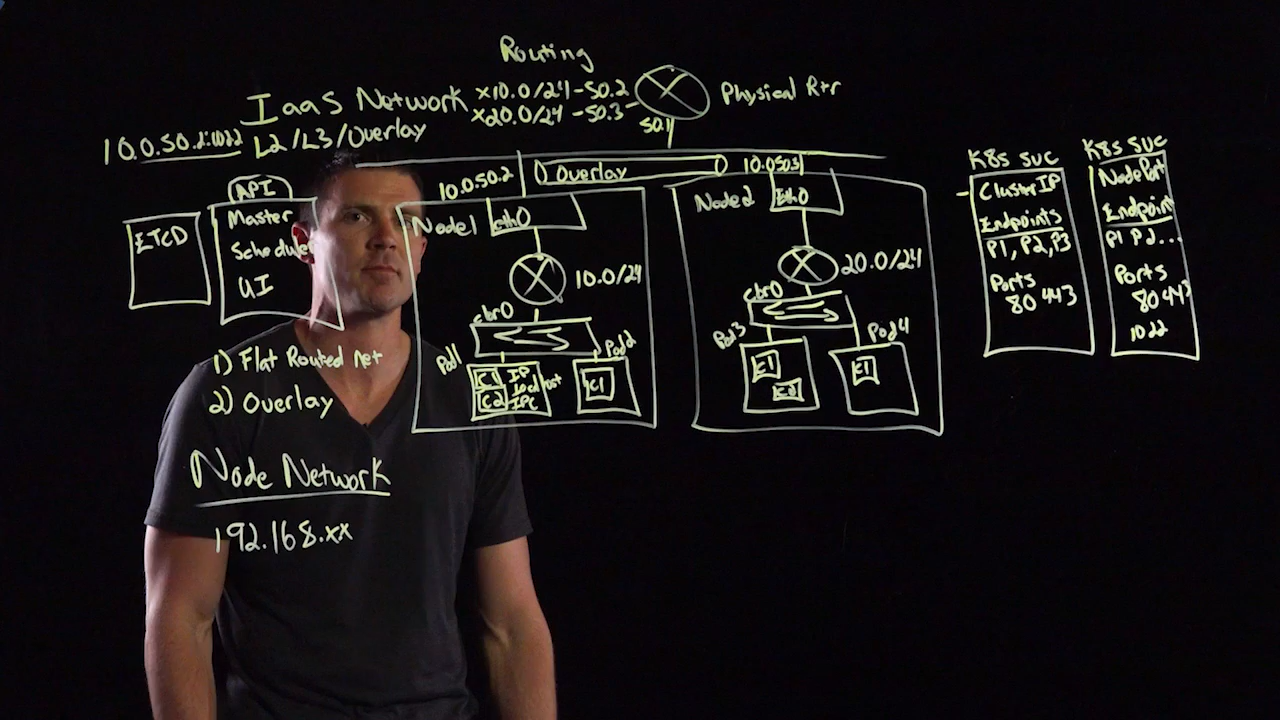 Routing
IaaS Network
x10.0/24 - 50.2
x20.0/24 - 50.3
Physical Rtr
50.1
10.0.50.2:1022
L2/L3/Overlay
10.0.50.2
Overlay
10.0.50.3
ETCD
API
Master
Scheduler
UI
Node1
eth0
10.0/24
cbr0
Pod1
Pod2
C1
C2
IP
localhost
IPC
C1
Node2
Eth0
20.0/24
cbr0
Pod3
Pod4
C1
C2
C1
K8s svc
ClusterIP
Endpoints
P1, P2, P3
Ports
80 443
K8s svc
NodePort
Endpoint
P1 P2...
Ports
80 443
1022
1) Flat Routed net
2) Overlay
Node Network
192.168.xx